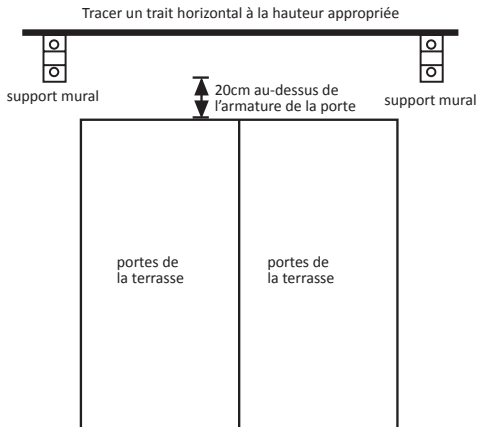 Tracer un trait horizontal à la hauteur appropriée
support mural
20cm au-dessus de
l’armature de la porte
support mural
portes de
la terrasse
portes de
la terrasse